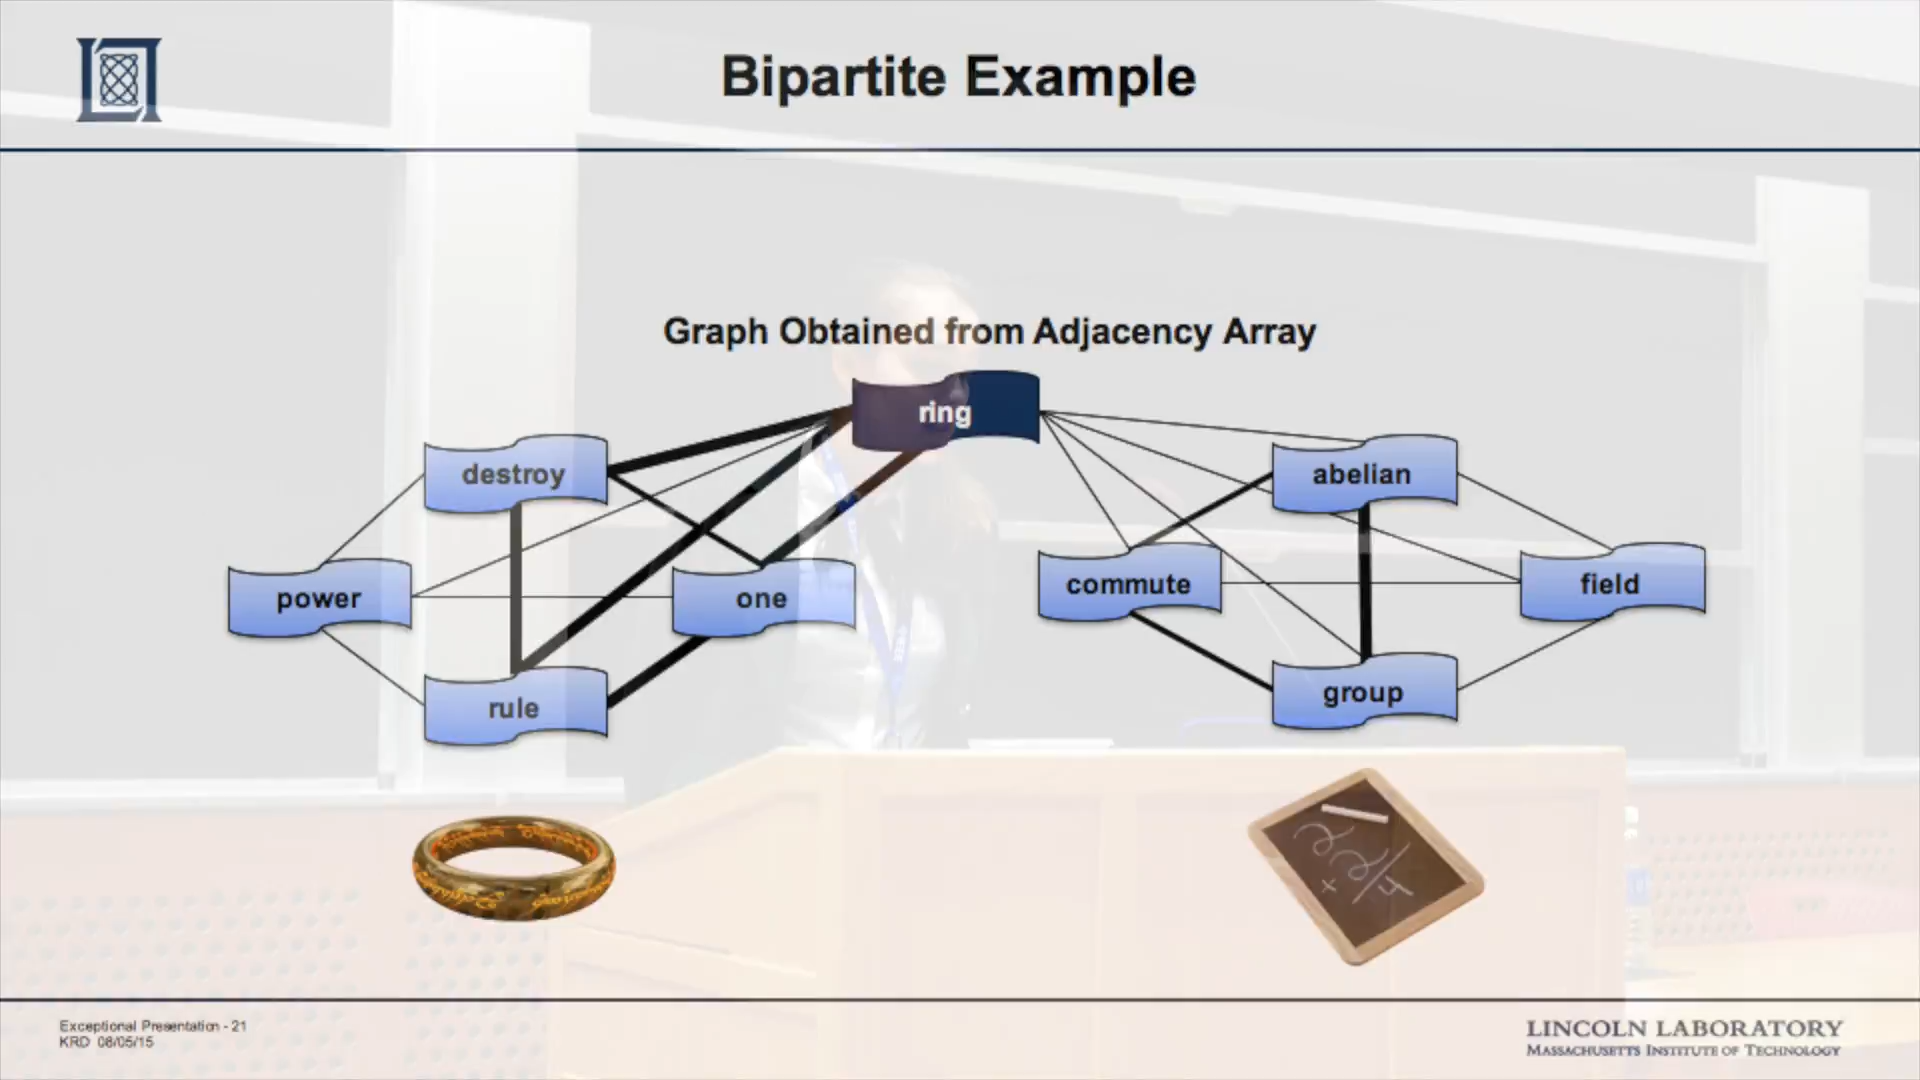 Bipartite Example
Graph Obtained from Adjacency Array
ring
destroy
abelian
power
one
commute
field
rule
group
Exceptional Presentation - 21
KRD 08/05/15
LINCOLN LABORATORY
MASSACHUSETTS INSTITUTE OF TECHNOLOGY